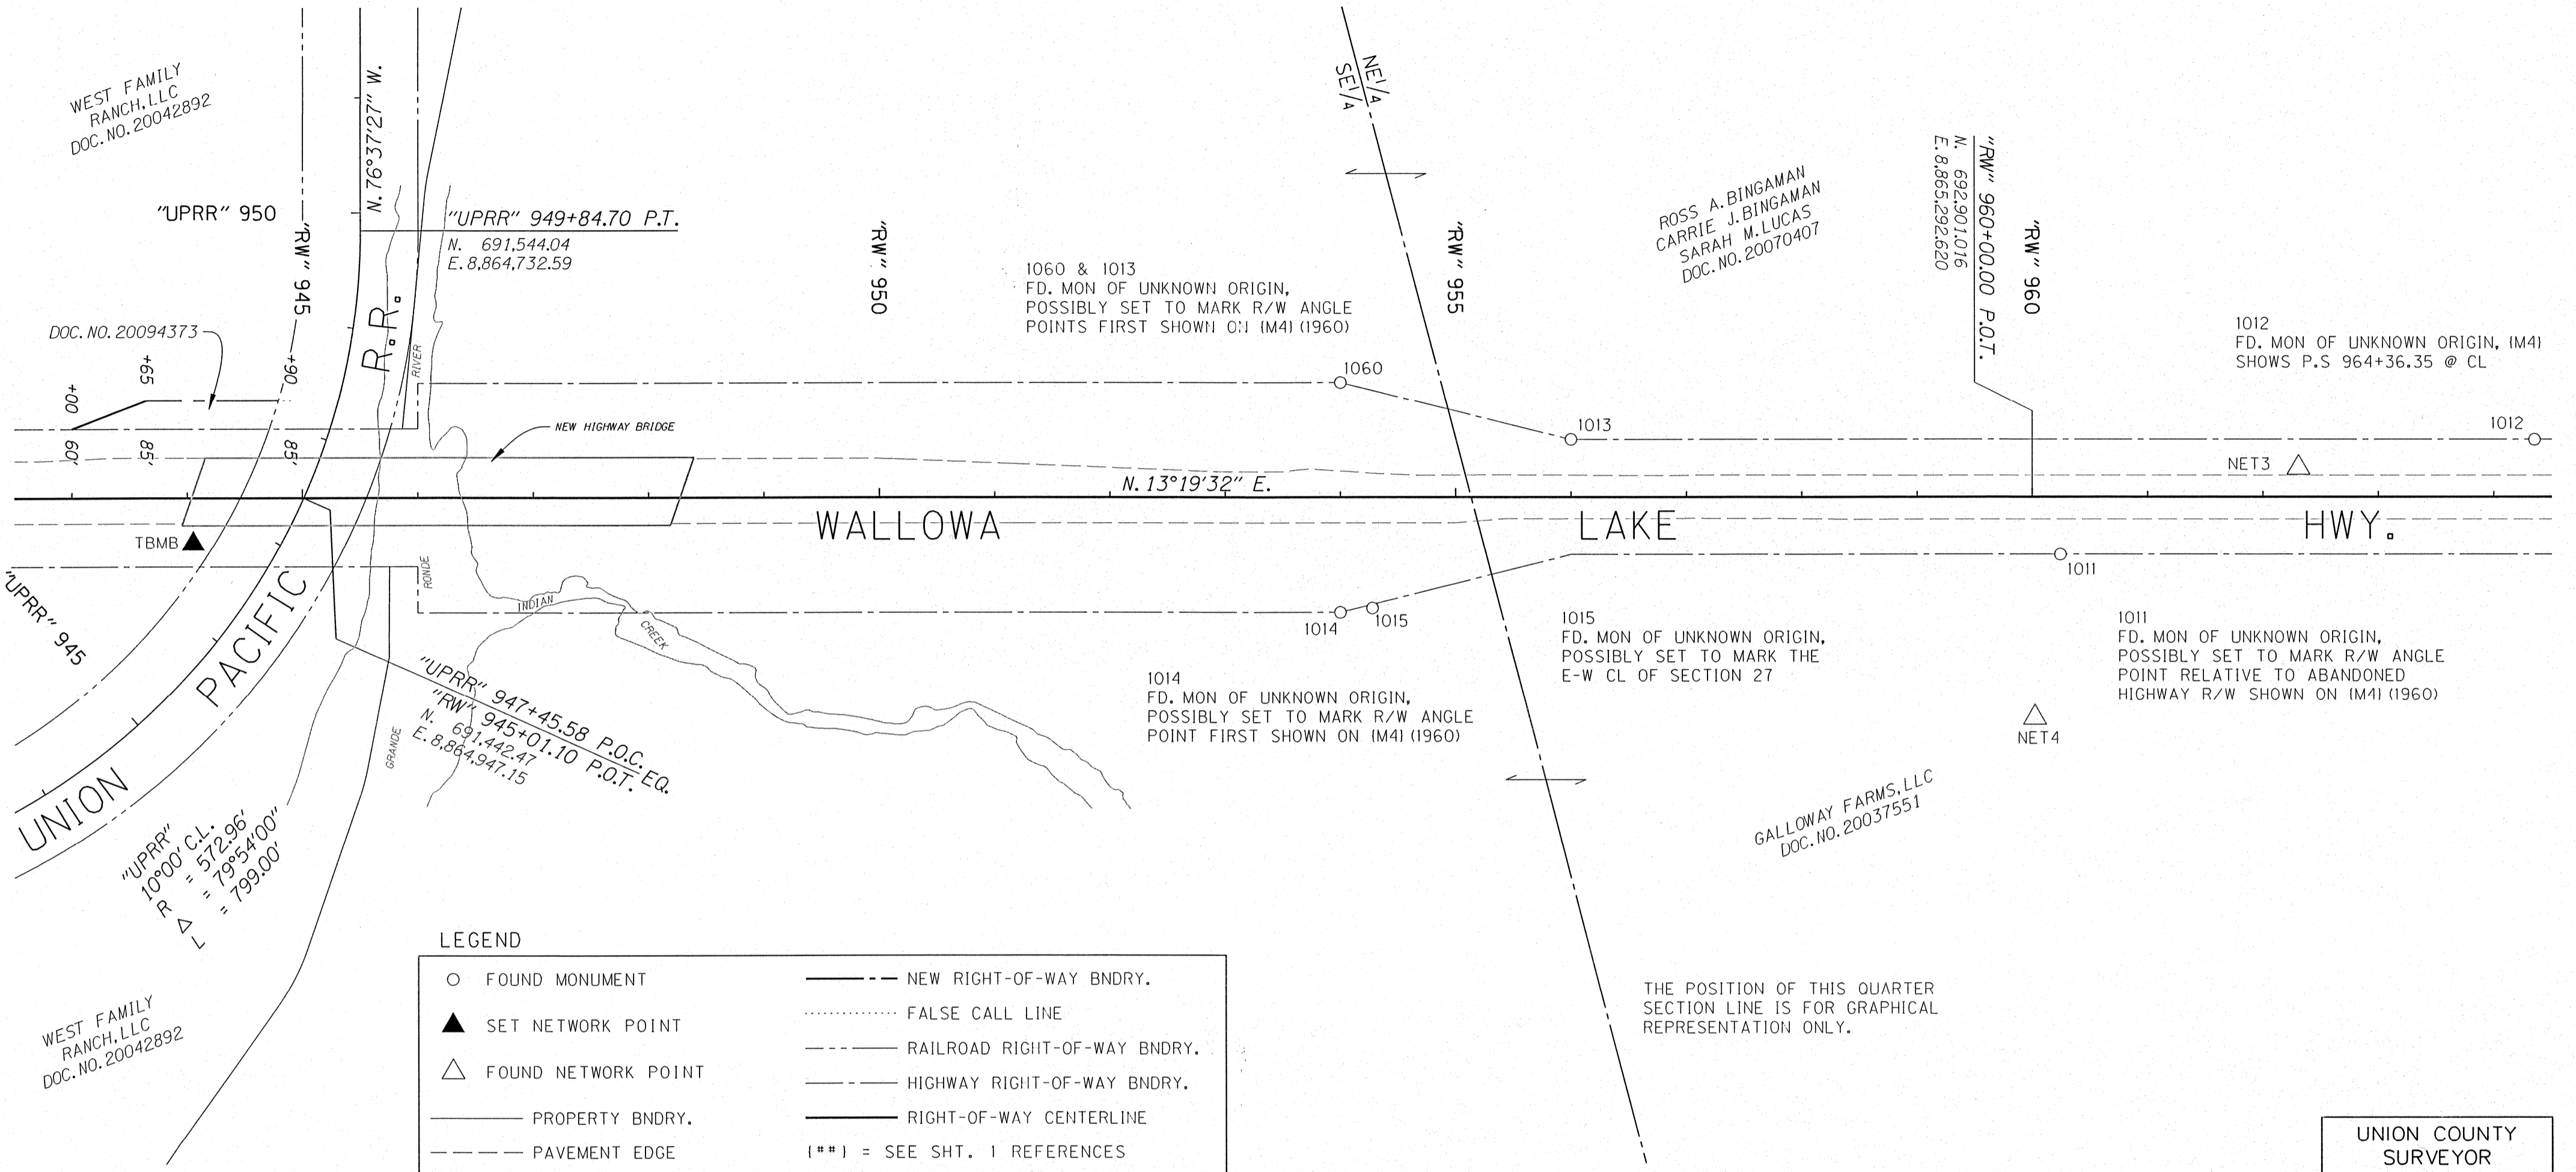 WEST FAMILY
RANCH, LLC
DOC. NO. 20042892
"UPRR" 950
"RW" 945
N. 76°37'27" W.
"UPRR" 949+84.70 P.T.
N. 691,544.04
E. 8,864,732.59
R.R.
RIVER
DOC. NO. 20094373
+00
+65
+90
60'
85'
85'
NEW HIGHWAY BRIDGE
"RW" 950
1060 & 1013
FD. MON OF UNKNOWN ORIGIN,
POSSIBLY SET TO MARK R/W ANGLE
POINTS FIRST SHOWN ON {M4} (1960)
1060
NE1/4
SE1/4
"RW" 955
1013
ROSS A. BINGAMAN
CARRIE J. BINGAMAN
SARAH M. LUCAS
DOC. NO. 20070407
"RW" 960+00.00 P.O.T.
N. 692,901.016
E. 8,865,292.620
"RW" 960
1012
FD. MON OF UNKNOWN ORIGIN, {M4}
SHOWS P.S 964+36.35 @ CL
1012
NET3
N. 13°19'32" E.
WALLOWA LAKE HWY.
TBMB
"UPRR" 945
UNION PACIFIC
RONDE
GRANDE
INDIAN
CREEK
"UPRR" 947+45.58 P.O.C.
"RW" 945+01.10 P.O.T. EQ.
N. 691,442.47
E. 8,864,947.15
1014
1015
1011
1014
FD. MON OF UNKNOWN ORIGIN,
POSSIBLY SET TO MARK R/W ANGLE
POINT FIRST SHOWN ON {M4} (1960)
1015
FD. MON OF UNKNOWN ORIGIN,
POSSIBLY SET TO MARK THE
E-W CL OF SECTION 27
1011
FD. MON OF UNKNOWN ORIGIN,
POSSIBLY SET TO MARK R/W ANGLE
POINT RELATIVE TO ABANDONED
HIGHWAY R/W SHOWN ON {M4} (1960)
NET4
GALLOWAY FARMS, LLC
DOC. NO. 20037551
"UPRR"
10°00' C.L.
R = 572.96'
Δ = 79°54'00"
L = 799.00'
WEST FAMILY
RANCH, LLC
DOC. NO. 20042892
THE POSITION OF THIS QUARTER
SECTION LINE IS FOR GRAPHICAL
REPRESENTATION ONLY.
LEGEND
FOUND MONUMENT
SET NETWORK POINT
FOUND NETWORK POINT
PROPERTY BNDRY.
PAVEMENT EDGE
NEW RIGHT-OF-WAY BNDRY.
FALSE CALL LINE
RAILROAD RIGHT-OF-WAY BNDRY.
HIGHWAY RIGHT-OF-WAY BNDRY.
RIGHT-OF-WAY CENTERLINE
{**} = SEE SHT. 1 REFERENCES
UNION COUNTY
SURVEYOR